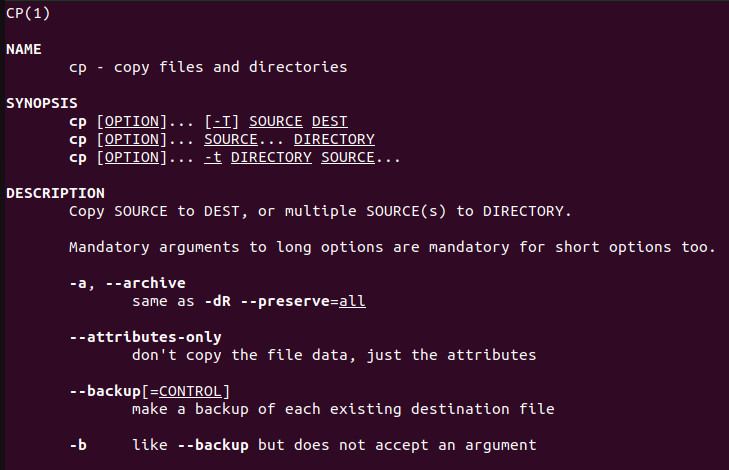 CP(1)
NAME
cp - copy files and directories
SYNOPSIS
cp [OPTION]... [-T] SOURCE DEST
cp [OPTION]... SOURCE... DIRECTORY
cp [OPTION]... -t DIRECTORY SOURCE...
DESCRIPTION
Copy SOURCE to DEST, or multiple SOURCE(s) to DIRECTORY.
Mandatory arguments to long options are mandatory for short options too.
-a, --archive
same as -dR --preserve=all
--attributes-only
don't copy the file data, just the attributes
--backup[=CONTROL]
make a backup of each existing destination file
-b like --backup but does not accept an argument